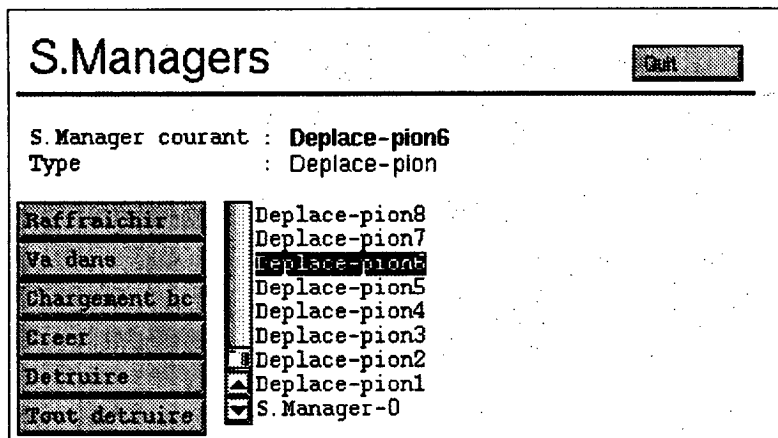 S.Managers
Quit
S.Manager courant : Deplace-pion6
Type : Deplace-pion
Raffraichir
Va dans
Chargement bc
Creer
Detruire
Tout detruire
Deplace-pion8
Deplace-pion7
Deplace-pion6
Deplace-pion5
Deplace-pion4
Deplace-pion3
Deplace-pion2
Deplace-pion1
S.Manager-0